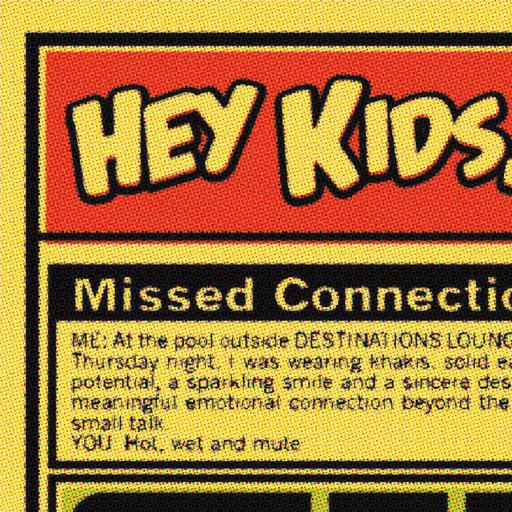 HEY KIDS
Missed Connectio
ME: At the pool outside DESTINATIONS LOUNG
Thursday night. I was wearing khakis, solid ea
potential, a sparkling smile and a sincere des
meaningful emotional connection beyond the
small talk
YOU Hot, wet and mute